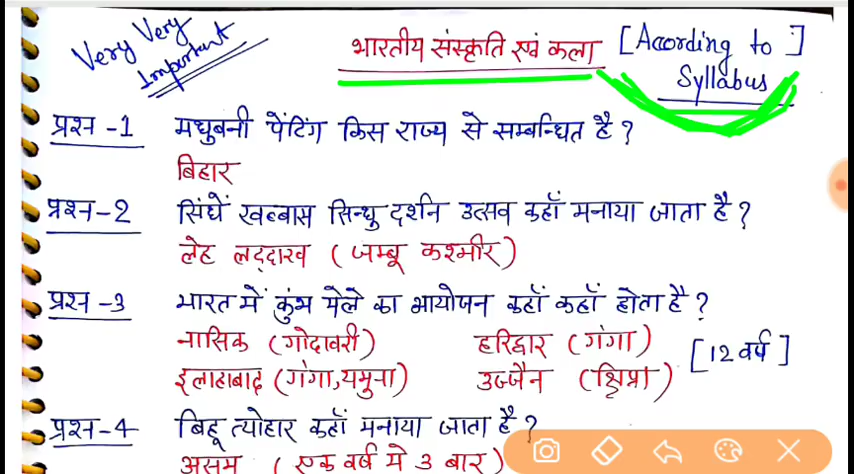 Very Very
Important
भारतीय संस्कृति एवं कला [According to
Syllabus]
प्रश्न -1 मधुबनी पेंटिंग किस राज्य से सम्बन्धित है ?
बिहार
प्रश्न-2 सिंघें खब्बास सिन्धु दर्शन उत्सव कहाँ मनाया जाता है ?
लेह लद्दाख ( जम्बू कश्मीर )
प्रश्न -3 भारत में कुंभ मेले का आयोजन कहाँ कहाँ होता है ?
नासिक (गोदावरी) हरिद्वार (गंगा)
[12 वर्ष]
इलाहाबाद (गंगा,यमुना) उज्जैन (क्षिप्रा)
प्रश्न-4 बिहू त्योहार कहाँ मनाया जाता है ?
असम ( एक वर्ष मे 3 बार )